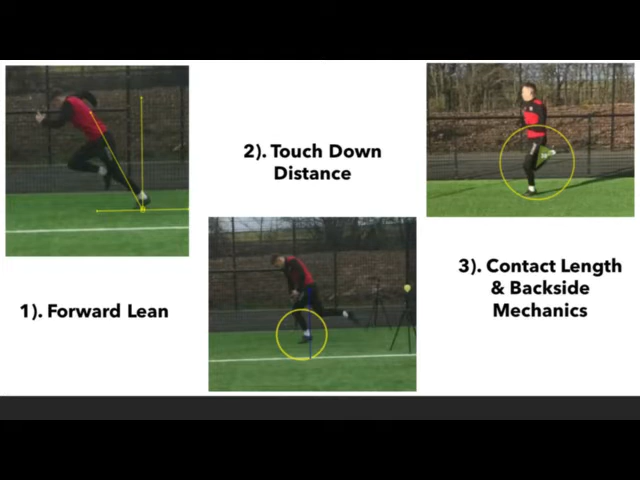 1). Forward Lean
2). Touch Down
Distance
3). Contact Length
& Backside
Mechanics